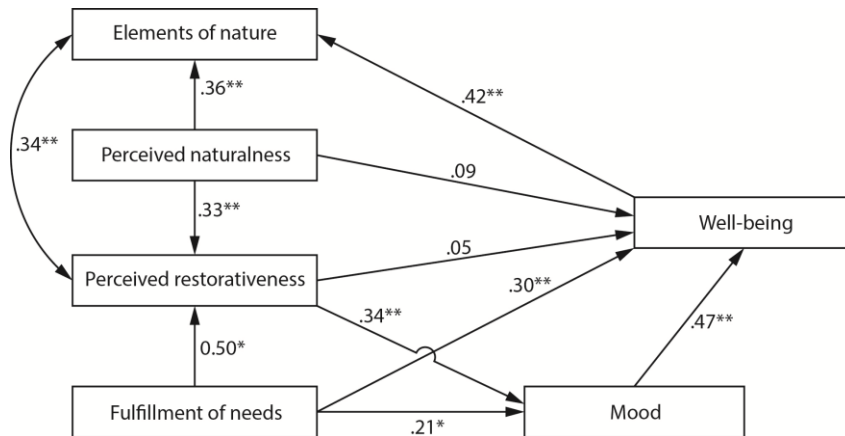 Elements of nature
.36**
.42**
.34**
Perceived naturalness
.09
.33**
Well-being
.05
Perceived restorativeness
.30**
.34**
.47**
0.50*
Fulfillment of needs
Mood
.21*